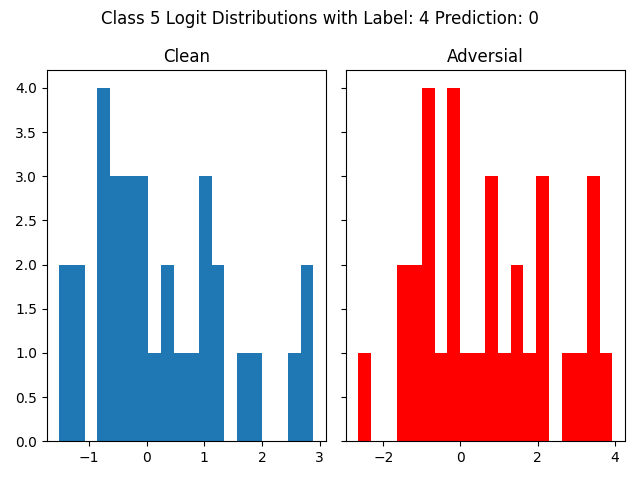 Class 5 Logit Distributions with Label: 4 Prediction: 0
Clean
Adversial
4.0
3.5
3.0
2.5
2.0
1.5
1.0
0.5
0.0
−1 0 1 2 3
−2 0 2 4